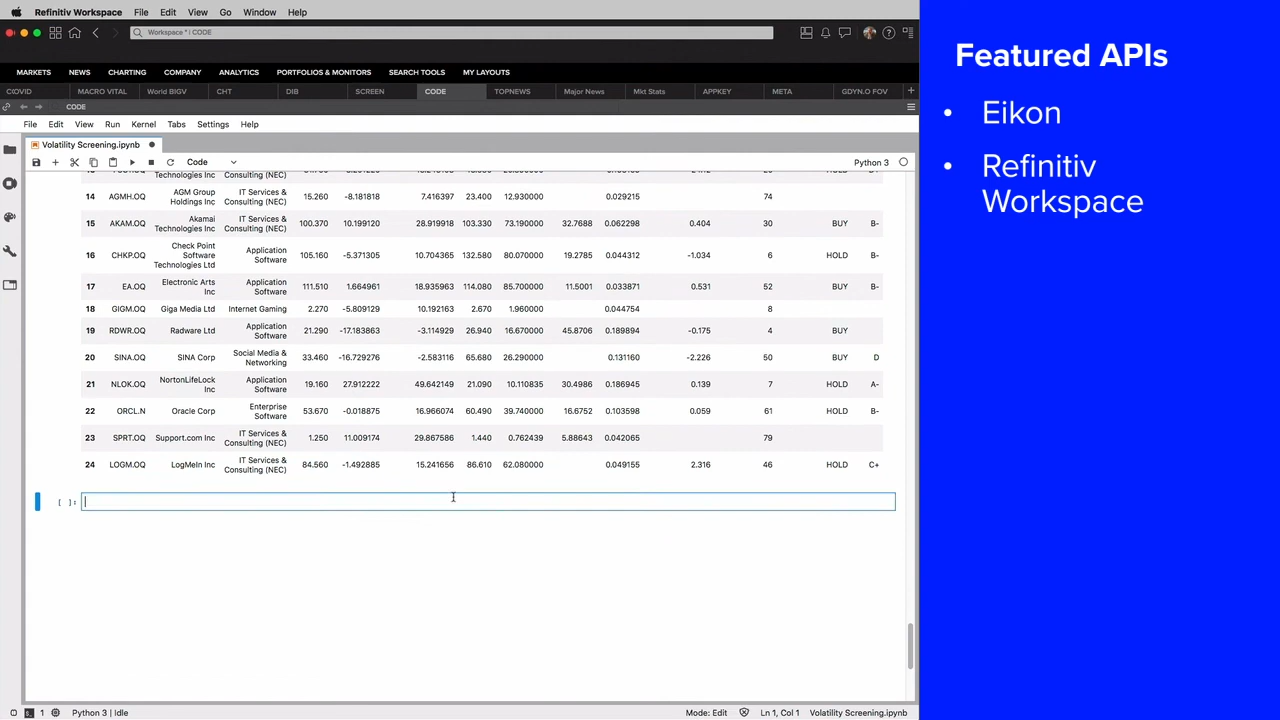 Refinitiv Workspace File Edit View Go Window Help
Workspace * | CODE
MARKETS NEWS CHARTING COMPANY ANALYTICS PORTFOLIOS & MONITORS SEARCH TOOLS MY LAYOUTS
MACRO VITAL World BIGV CHT DIB SCREEN CODE TOPNEWS Major News Mkt Stats APPKEY META GDYN.O FOV +
CODE
File Edit View Run Kernel Tabs Settings Help
Volatility Screening.ipynb
Code Python 3
Technologies Inc Consulting (NEC)
14 AGMH.OQ AGM Group Holdings Inc IT Services & Consulting (NEC) 15.260 -8.181818 7.416397 23.400 12.930000 0.029215 74
15 AKAM.OQ Akamai Technologies Inc IT Services & Consulting (NEC) 100.370 10.199120 28.919918 103.330 73.190000 32.7688 0.062298 0.404 30 BUY B-
16 CHKP.OQ Check Point Software Technologies Ltd Application Software 105.160 -5.371305 10.704365 132.580 80.070000 19.2785 0.044312 -1.034 6 HOLD B-
17 EA.OQ Electronic Arts Inc Application Software 111.510 1.664961 18.935963 114.080 85.700000 11.5001 0.033871 0.531 52 BUY B-
18 GIGM.OQ Giga Media Ltd Internet Gaming 2.270 -5.809129 10.192163 2.670 1.960000 0.044754 8
19 RDWR.OQ Radware Ltd Application Software 21.290 -17.183863 -3.114929 26.940 16.670000 45.8706 0.189894 -0.175 4 BUY
20 SINA.OQ SINA Corp Social Media & Networking 33.460 -16.729276 -2.583116 65.680 26.290000 0.131160 -2.226 50 BUY D
21 NLOK.OQ NortonLifeLock Inc Application Software 19.160 27.912222 49.642149 21.090 10.110835 30.4986 0.186945 0.139 7 HOLD A-
22 ORCL.N Oracle Corp Enterprise Software 53.670 -0.018875 16.966074 60.490 39.740000 16.6752 0.103598 0.059 61 HOLD B-
23 SPRT.OQ Support.com Inc IT Services & Consulting (NEC) 1.250 11.009174 29.867586 1.440 0.762439 5.88643 0.042065 79
24 LOGM.OQ LogMeIn Inc IT Services & Consulting (NEC) 84.560 -1.492885 15.241656 86.610 62.080000 0.049155 2.316 46 HOLD C+
[ ]:
1 Python 3 | Idle Mode: Edit Ln 1, Col 1 Volatility Screening.ipynb
Featured APIs
• Eikon
• Refinitiv
Workspace